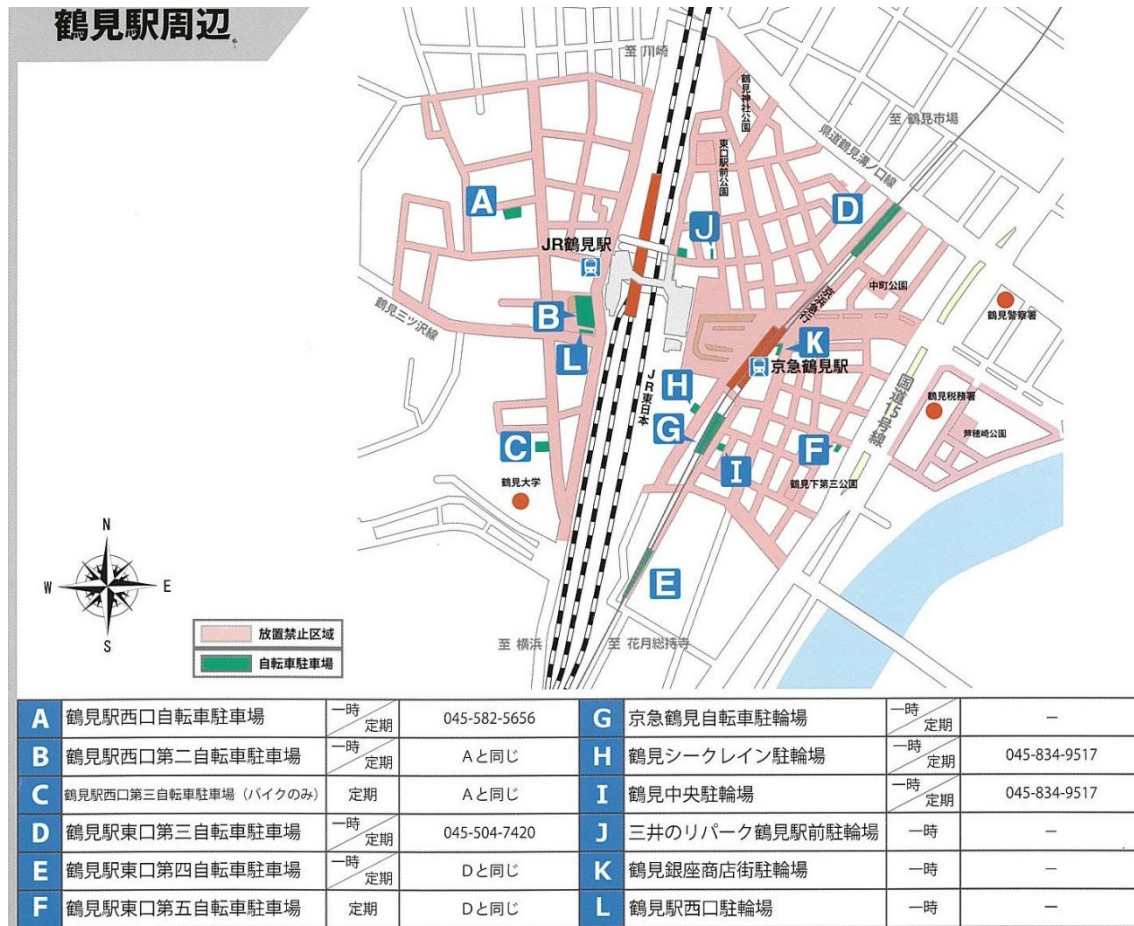 鶴見駅周辺
至 川崎
鶴見神社公園
至 鶴見市場
県道鶴見溝ノ口線
東口駅前公園
A
D
J
JR鶴見駅
中町公園
京浜急行
鶴見警察署
B
鶴見三ツ沢線
L
K
京急鶴見駅
JR東日本
H
国道15号線
鶴見税務署
G
芦穂崎公園
C
I
F
鶴見大学
鶴見下第三公園
N
W
E
S
E
放置禁止区域
自転車駐車場
至 横浜
至 花月総持寺
A 鶴見駅西口自転車駐車場 一時 定期 045-582-5656
B 鶴見駅西口第二自転車駐車場 一時 定期 Aと同じ
C 鶴見駅西口第三自転車駐車場(バイクのみ) 定期 Aと同じ
D 鶴見駅東口第三自転車駐車場 一時 定期 045-504-7420
E 鶴見駅東口第四自転車駐車場 一時 定期 Dと同じ
F 鶴見駅東口第五自転車駐車場 定期 Dと同じ
G 京急鶴見自転車駐輪場 一時 定期 −
H 鶴見シークレイン駐輪場 一時 定期 045-834-9517
I 鶴見中央駐輪場 一時 定期 045-834-9517
J 三井のリパーク鶴見駅前駐輪場 一時 −
K 鶴見銀座商店街駐輪場 一時 −
L 鶴見駅西口駐輪場 一時 −